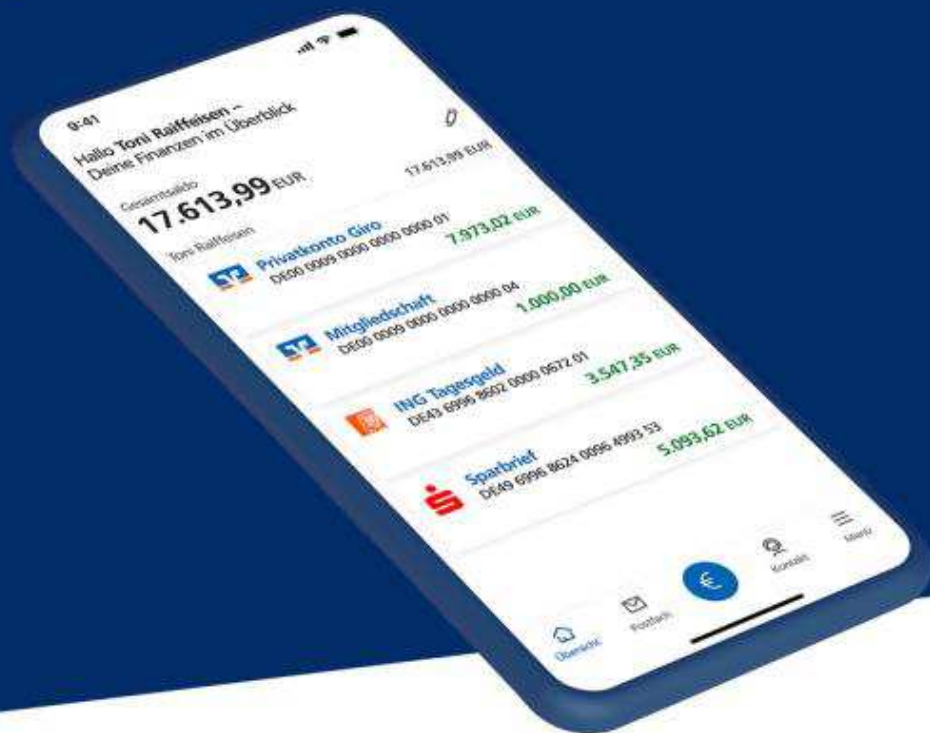 9:41
Hallo Toni Raiffeisen –
Deine Finanzen im Überblick
Gesamtsaldo
17.613,99 EUR
Toni Raiffeisen
17.613,99 EUR
Privatkonto Giro
DE00 0009 0000 0000 0000 01
7.973,02 EUR
Mitgliedschaft
DE00 0009 0000 0000 0000 04
1.000,00 EUR
ING Tagesgeld
DE43 6996 8602 0000 0672 01
3.547,35 EUR
Sparbrief
DE49 6996 8624 0096 4993 53
5.093,62 EUR
Übersicht
Postfach
€
Kontakt
Menü